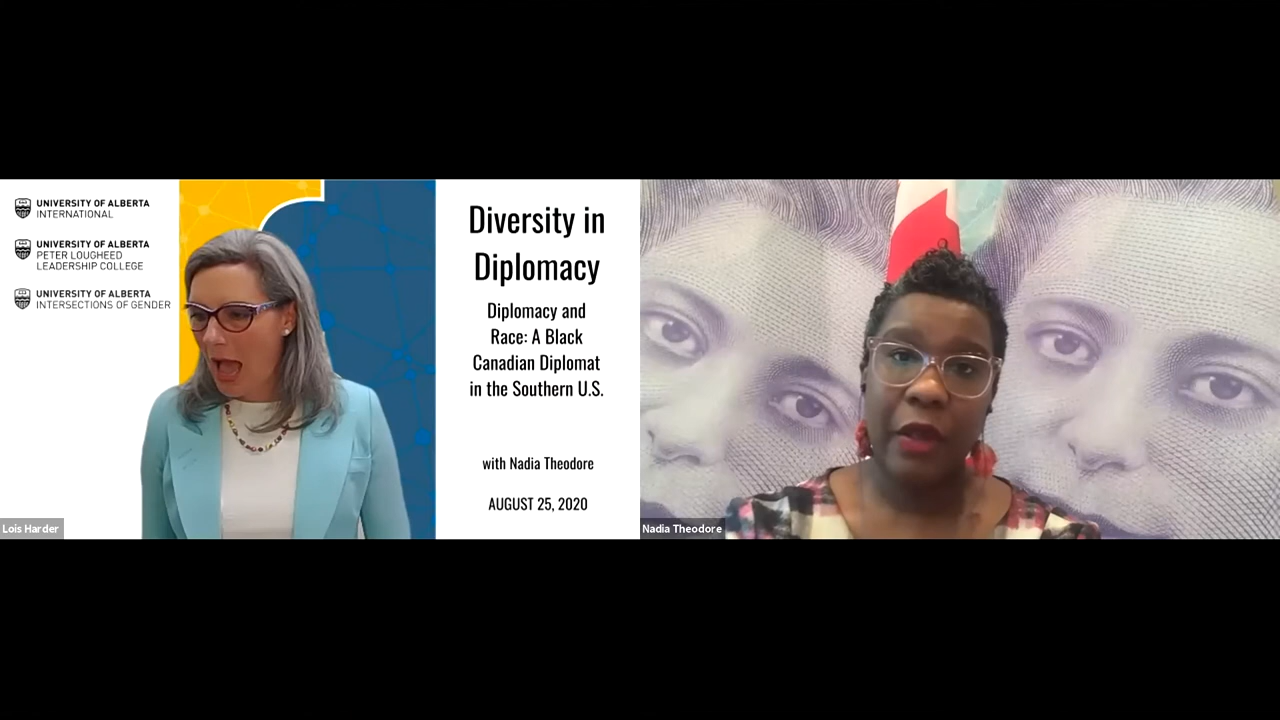 UNIVERSITY OF ALBERTA
INTERNATIONAL
UNIVERSITY OF ALBERTA
PETER LOUGHEED
LEADERSHIP COLLEGE
UNIVERSITY OF ALBERTA
INTERSECTIONS OF GENDER
Diversity in
Diplomacy
Diplomacy and
Race: A Black
Canadian Diplomat
in the Southern U.S.
with Nadia Theodore
AUGUST 25, 2020
Lois Harder
Nadia Theodore